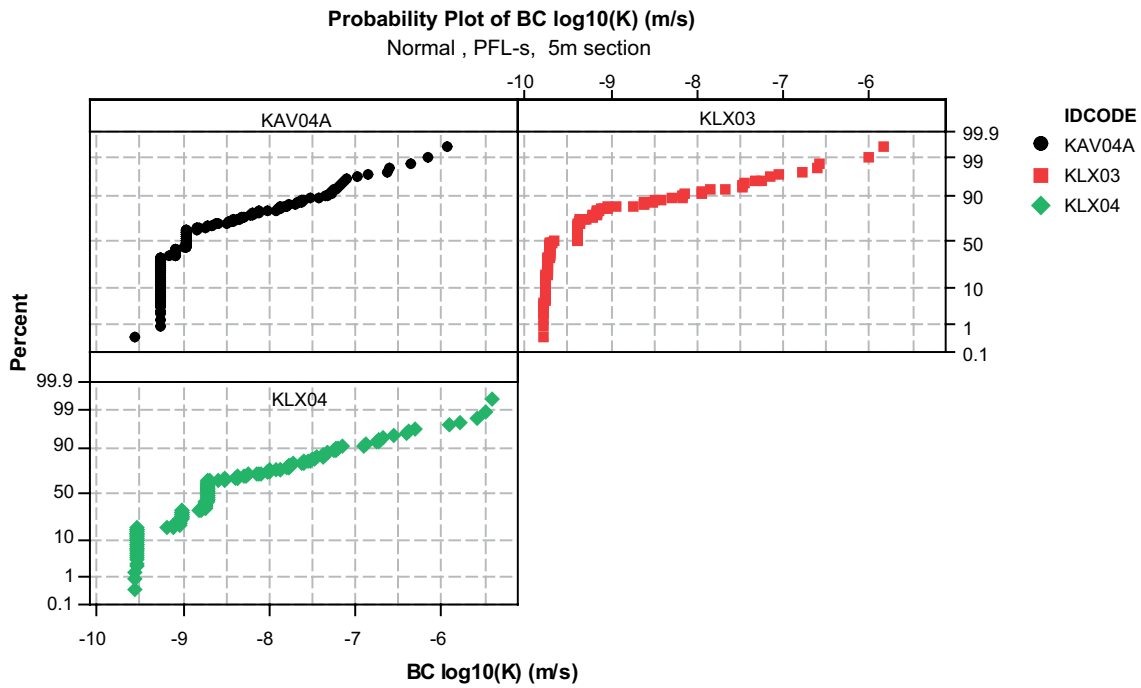 Probability Plot of BC log10(K) (m/s)
Normal , PFL-s, 5m section
-10 -9 -8 -7 -6
KAV04A
KLX03
99.9
99
90
50
10
1
0.1
IDCODE
KAV04A
KLX03
KLX04
Percent
KLX04
99.9
99
90
50
10
1
0.1
-10 -9 -8 -7 -6
BC log10(K) (m/s)